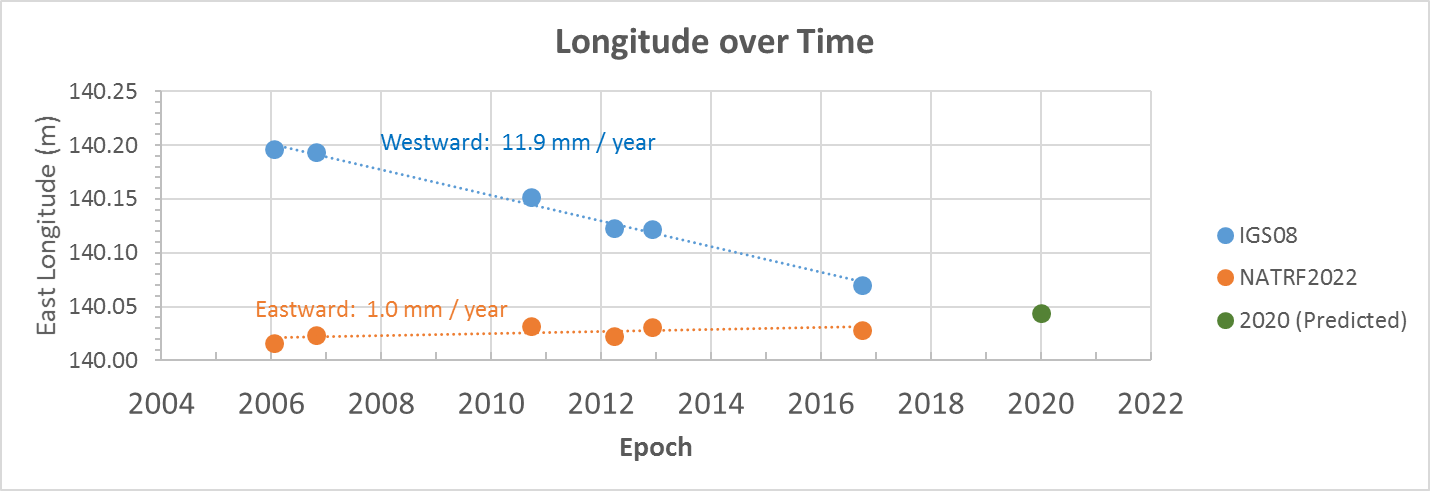 Longitude over Time
140.25
140.20
140.15
140.10
140.05
140.00
East Longitude (m)
Westward:  11.9 mm / year
Eastward:  1.0 mm / year
2004 2006 2008 2010 2012 2014 2016 2018 2020 2022
Epoch
IGS08
NATRF2022
2020 (Predicted)